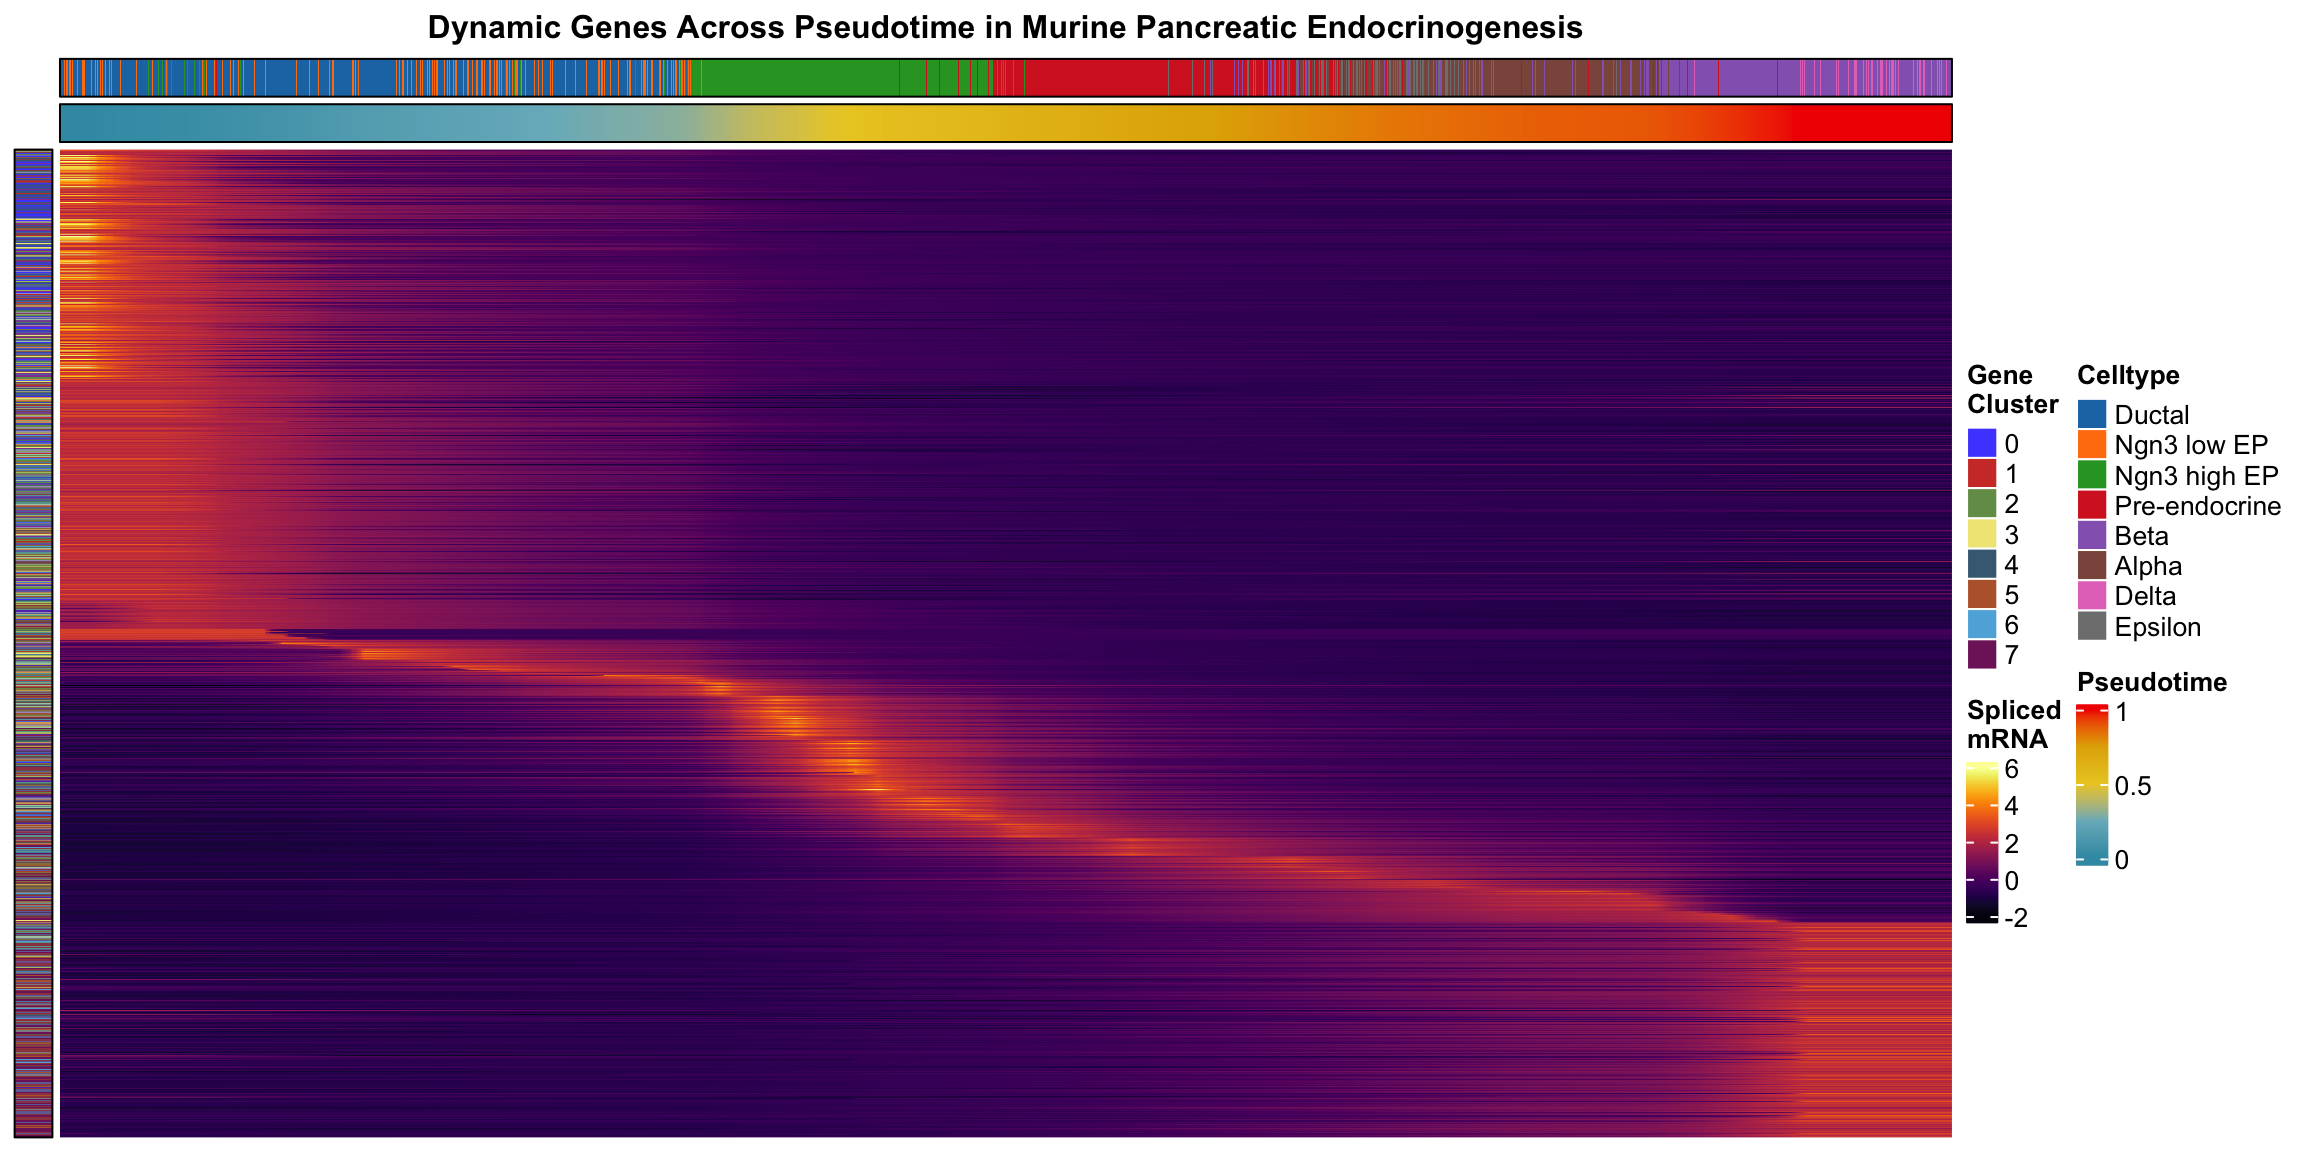 Dynamic Genes Across Pseudotime in Murine Pancreatic Endocrinogenesis
Gene
Cluster
0
1
2
3
4
5
6
7
Spliced
mRNA
6
4
2
0
-2
Celltype
Ductal
Ngn3 low EP
Ngn3 high EP
Pre-endocrine
Beta
Alpha
Delta
Epsilon
Pseudotime
1
0.5
0